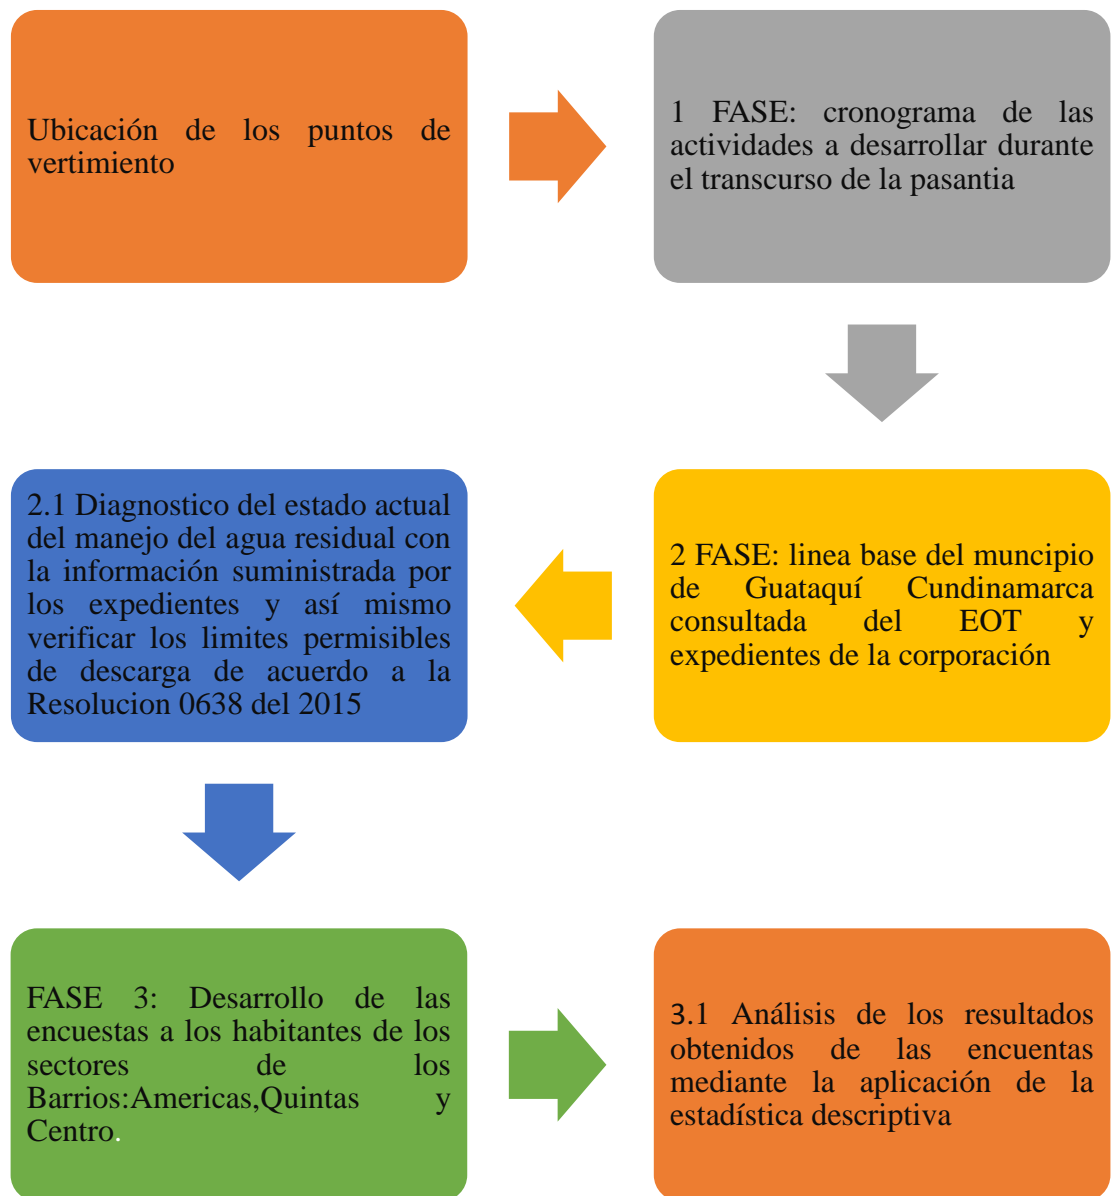 Ubicación de los puntos de
vertimiento
1 FASE: cronograma de las
actividades a desarrollar durante
el transcurso de la pasantia
2 FASE: linea base del muncipio
de Guataquí Cundinamarca
consultada del EOT y
expedientes de la corporación
2.1 Diagnostico del estado actual
del manejo del agua residual con
la información suministrada por
los expedientes y así mismo
verificar los limites permisibles
de descarga de acuerdo a la
Resolucion 0638 del 2015
FASE 3: Desarrollo de las
encuestas a los habitantes de los
sectores de los
Barrios:Americas,Quintas y
Centro.
3.1 Análisis de los resultados
obtenidos de las encuentas
mediante la aplicación de la
estadística descriptiva